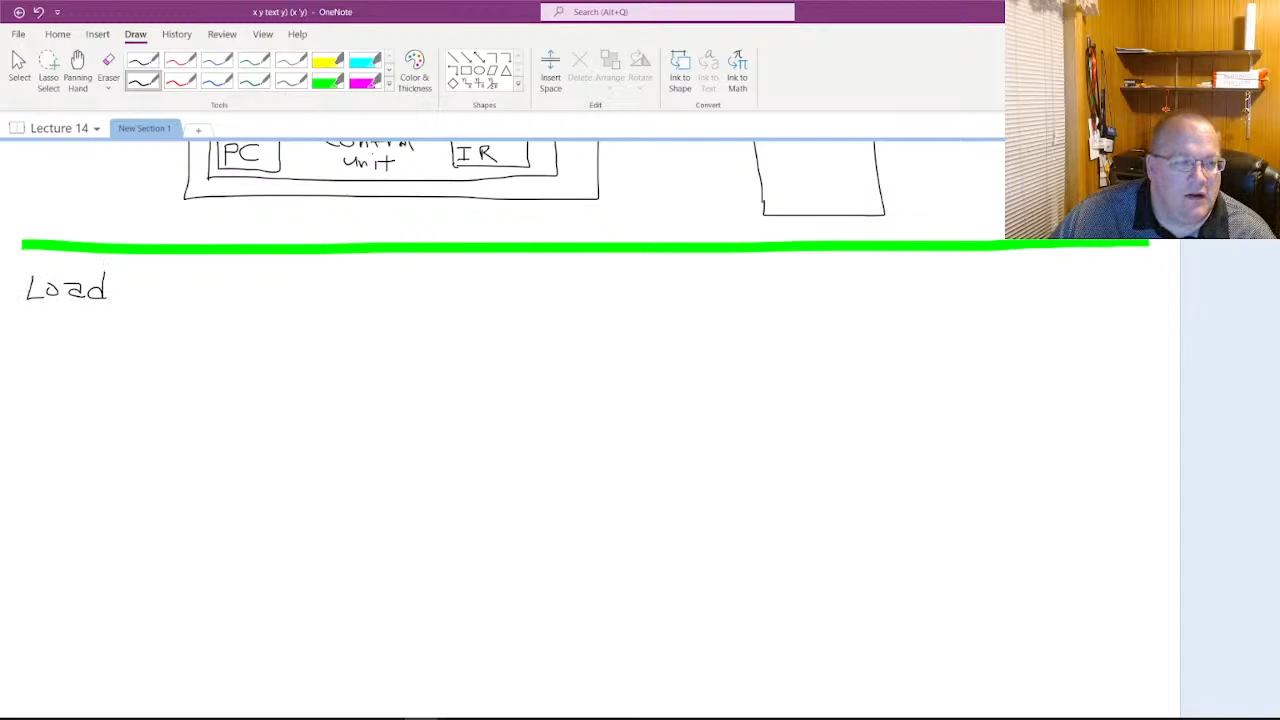 x y text y) (x 'y) - OneNote
Search (Alt+Q)
File Home Insert Draw History Review View Help
Select
Lasso Select
Panning Hand
Eraser
Color & Thickness
Insert Space
Delete
Arrange
Rotate
Ink to Shape
Ink to Text
Ink to Math
Tools Shapes Edit Convert
Lecture 14 New Section 1 +
PC unit IR
Load